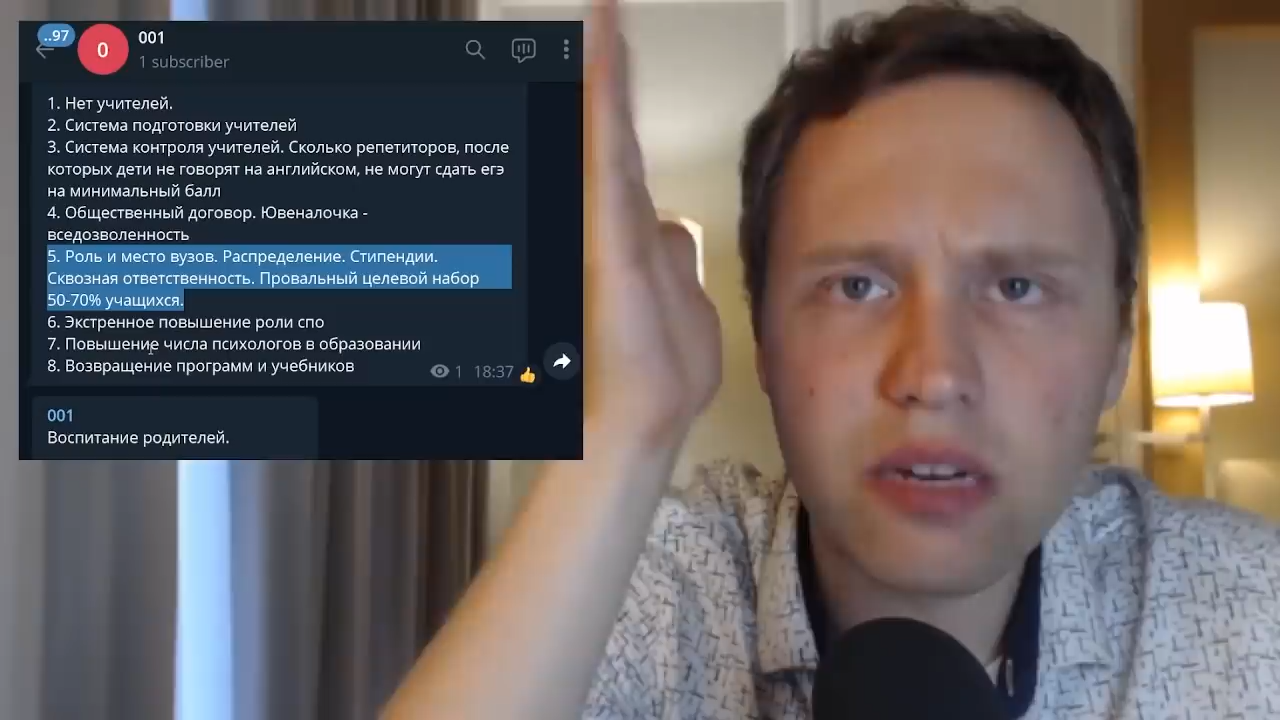 ..97
0
001
1 subscriber
1. Нет учителей.
2. Система подготовки учителей
3. Система контроля учителей. Сколько репетиторов, после
которых дети не говорят на английском, не могут сдать егэ
на минимальный балл
4. Общественный договор. Ювеналочка -
вседозволенность
5. Роль и место вузов. Распределение. Стипендии.
Сквозная ответственность. Провальный целевой набор
50-70% учащихся.
6. Экстренное повышение роли спо
7. Повышение числа психологов в образовании
8. Возвращение программ и учебников
1 18:37
001
Воспитание родителей.